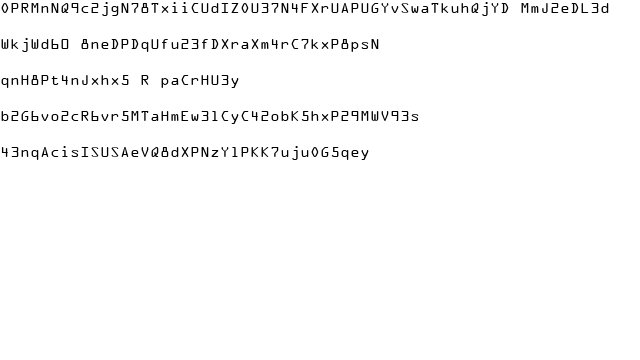 0PRMnNQ9c2jgN78TxiiCUdIZ0U37N4FXrUAPUGYvSwaTkuhQjYD MmJ2eDL3d
WkjWd60 8neDPDqUfu23fDXraXm4rC7kxP8psN
qnH8Pt4nJxhx5 R paCrHU3y
b2G6vo2cR6vr5MTaHmEw31CyC42obK5hxP29MWV93s
43nqAcisISUSAeVQ8dXPNzY1PKK7uju0G5qey